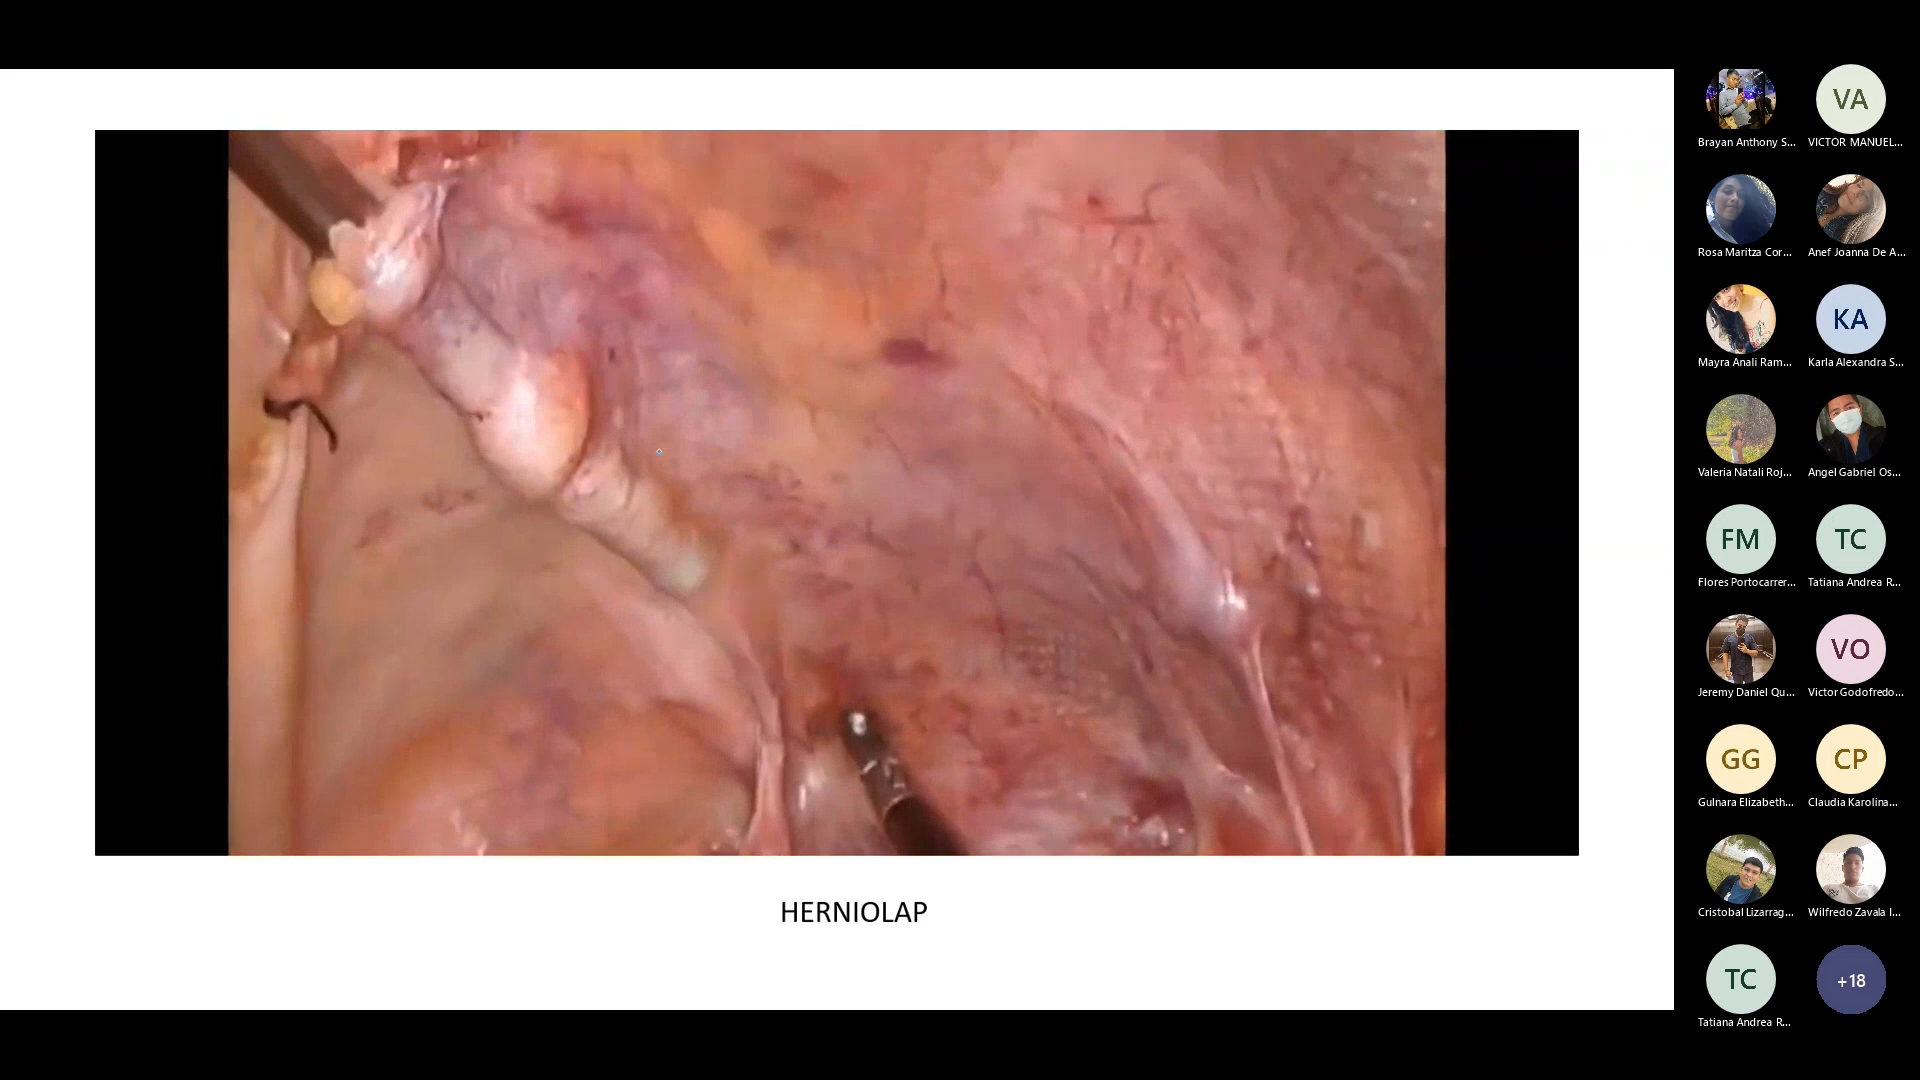 VA
Brayan Anthony S...
VICTOR MANUEL...
Rosa Maritza Cor...
Anef Joanna De A...
KA
Mayra Anali Ram...
Karla Alexandra S...
Valeria Natali Roj...
Angel Gabriel Os...
FM
TC
Flores Portocarrer...
Tatiana Andrea R...
VO
Jeremy Daniel Qu...
Victor Godofredo...
GG
CP
Gulnara Elizabeth...
Claudia Karolina...
HERNIOLAP
Cristobal Lizarrag...
Wilfredo Zavala I...
TC
+18
Tatiana Andrea R...